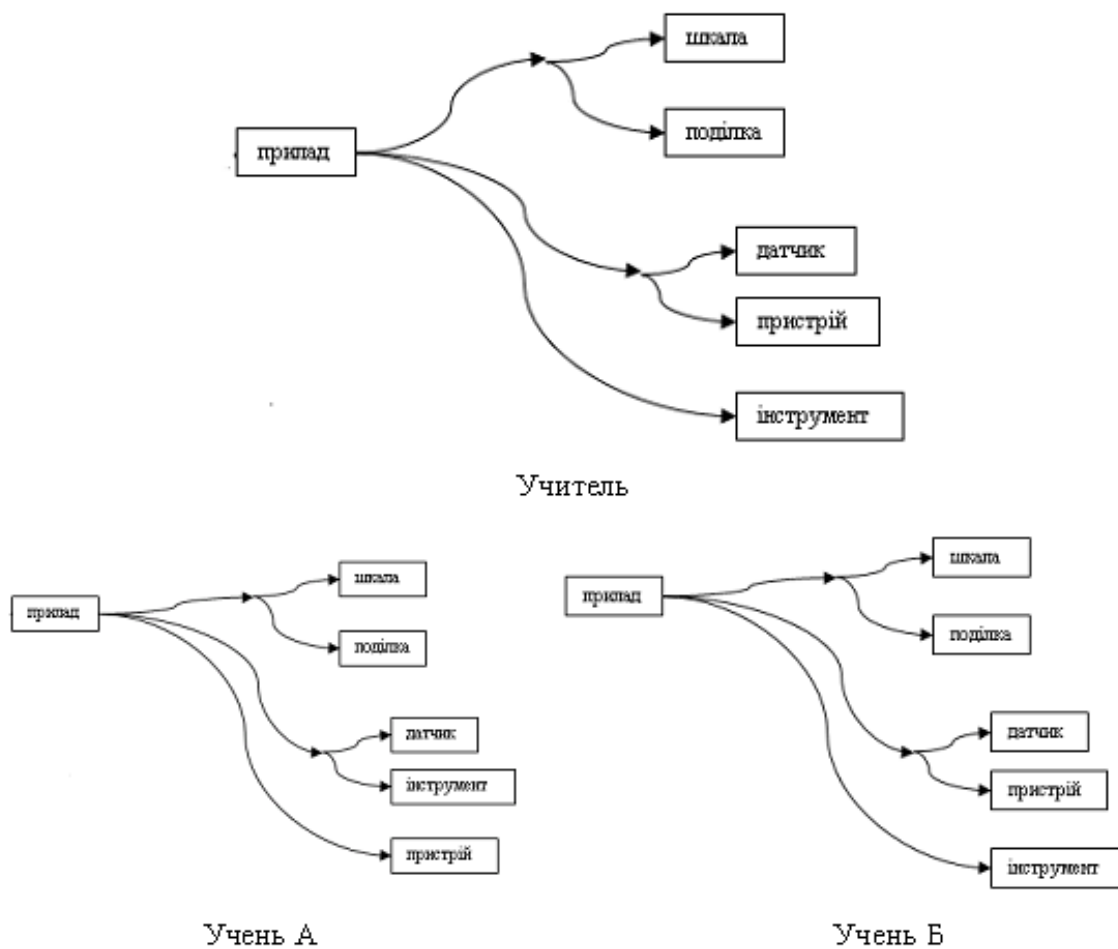 шкала
поділка
прилад
датчик
пристрій
інструмент
Учитель
шкала
прилад
поділка
датчик
інструмент
пристрій
Учень А
шкала
прилад
поділка
датчик
пристрій
інструмент
Учень Б